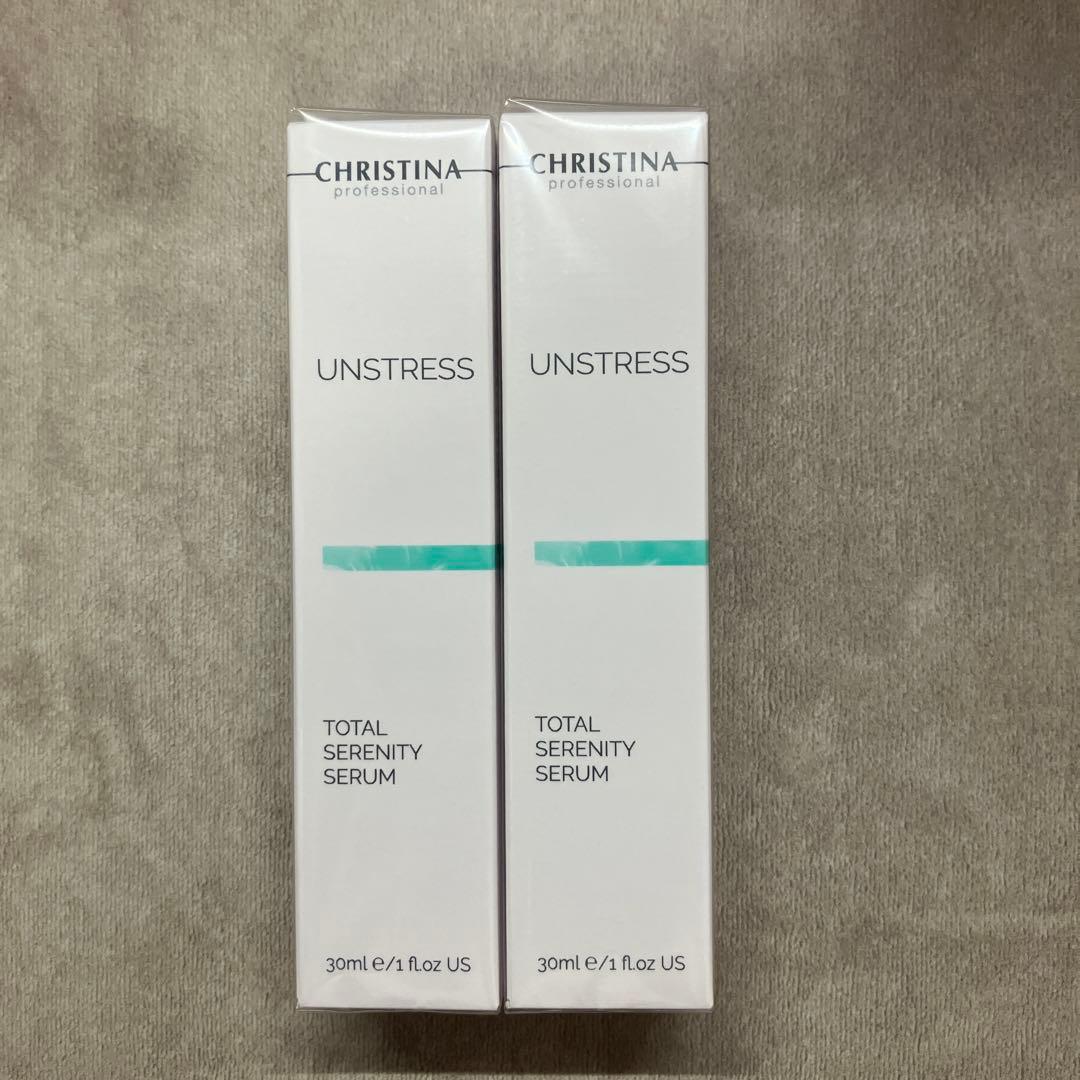 CHRISTINA
professional
UNSTRESS
TOTAL
SERENITY
SERUM
30ml e/1 fl.oz US
CHRISTINA
professional
UNSTRESS
TOTAL
SERENITY
SERUM
30ml e/1 fl.oz US